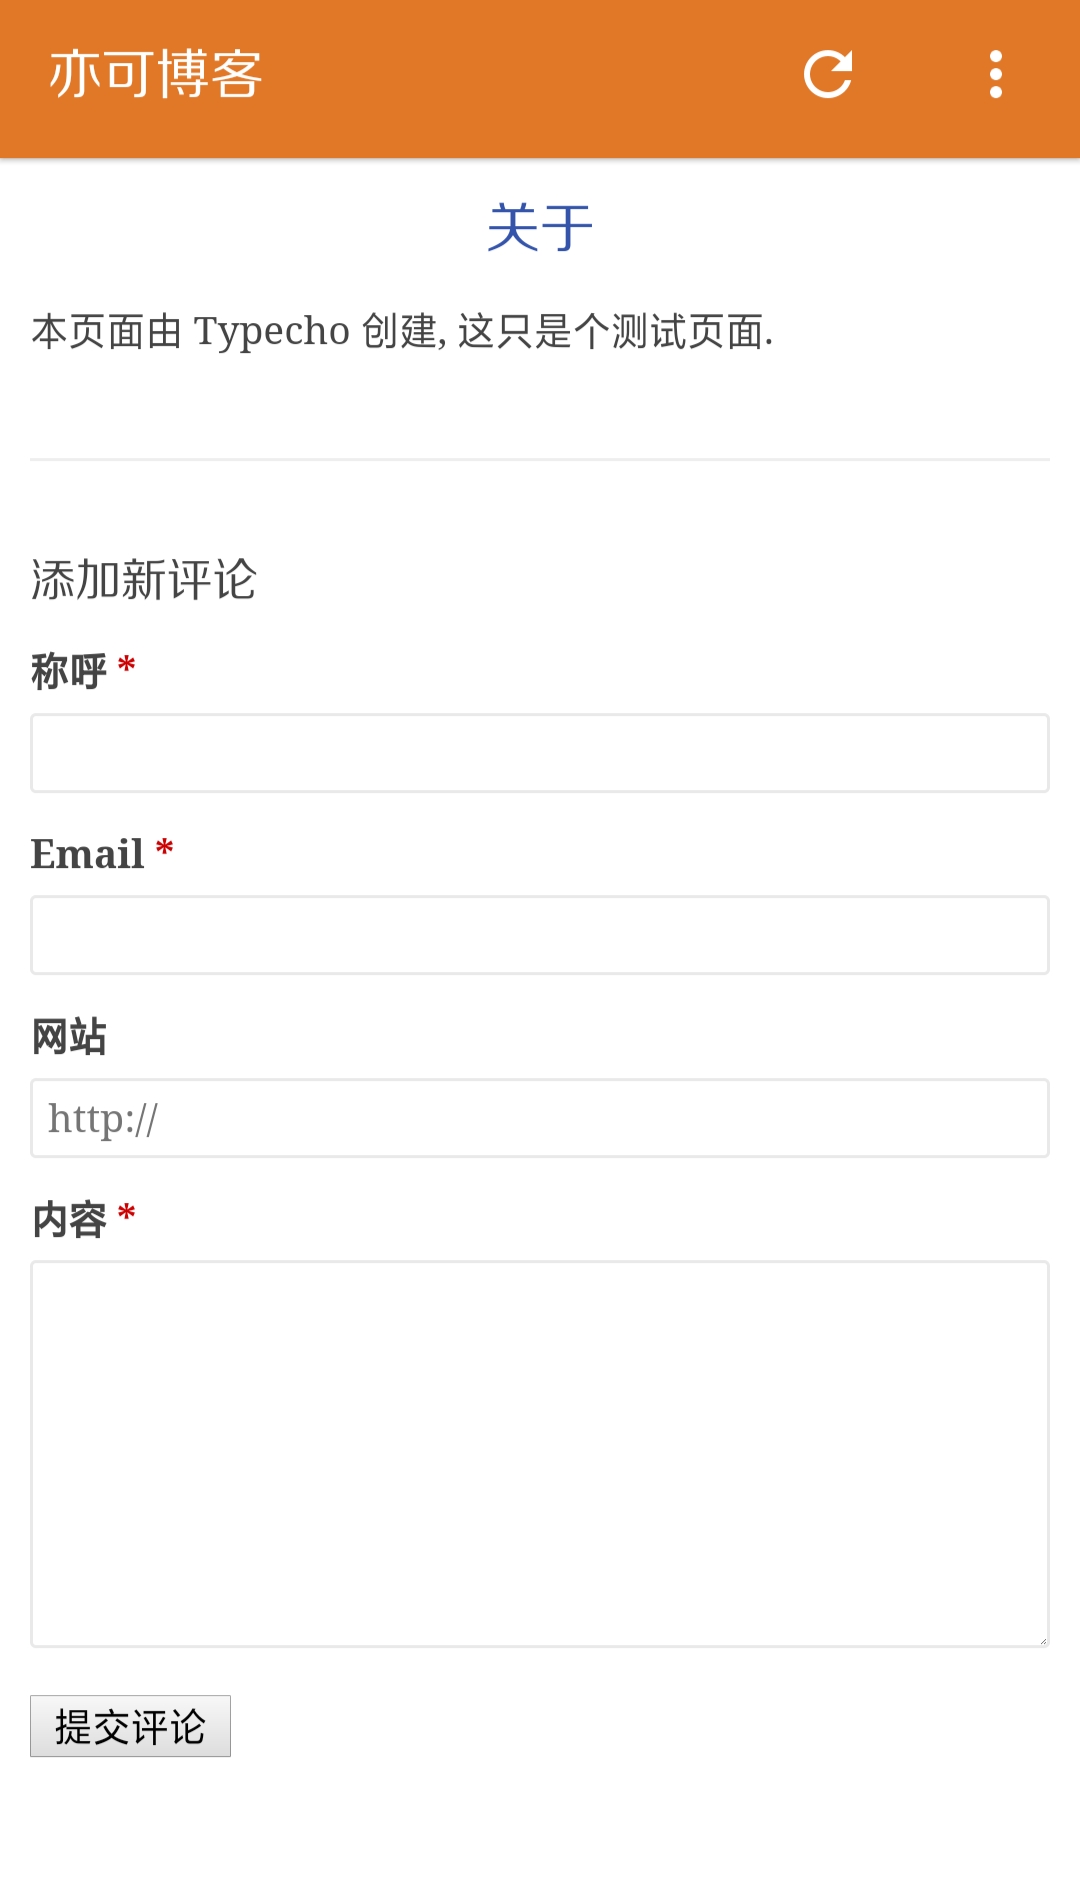 亦可博客
关于
本页面由 Typecho 创建, 这只是个测试页面.
添加新评论
称呼 *
Email *
网站
http://
内容 *
提交评论